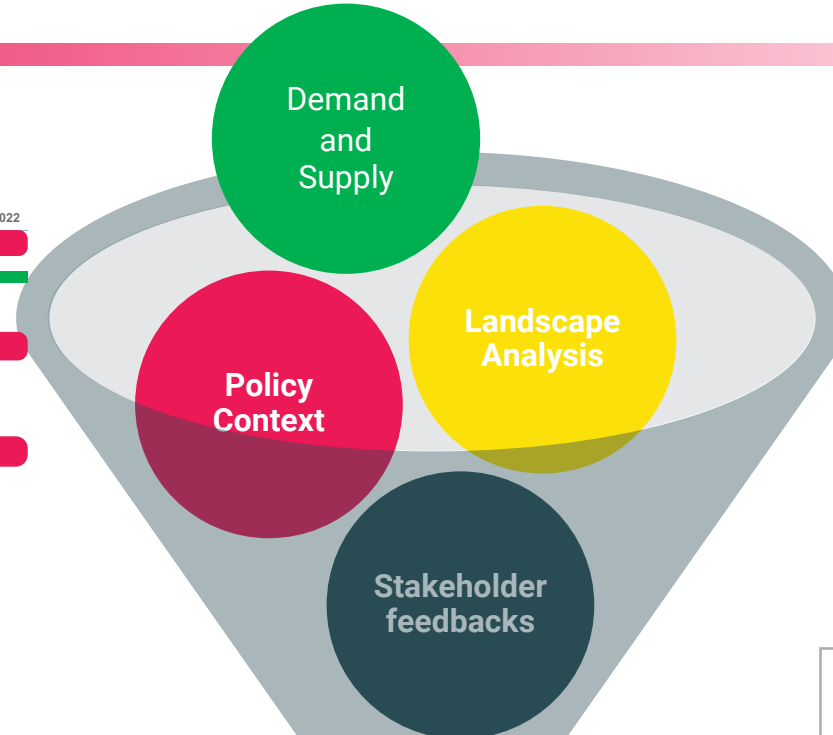 Demand
and
Supply
022
Landscape
Analysis
Policy
Context
Stakeholder
feedbacks